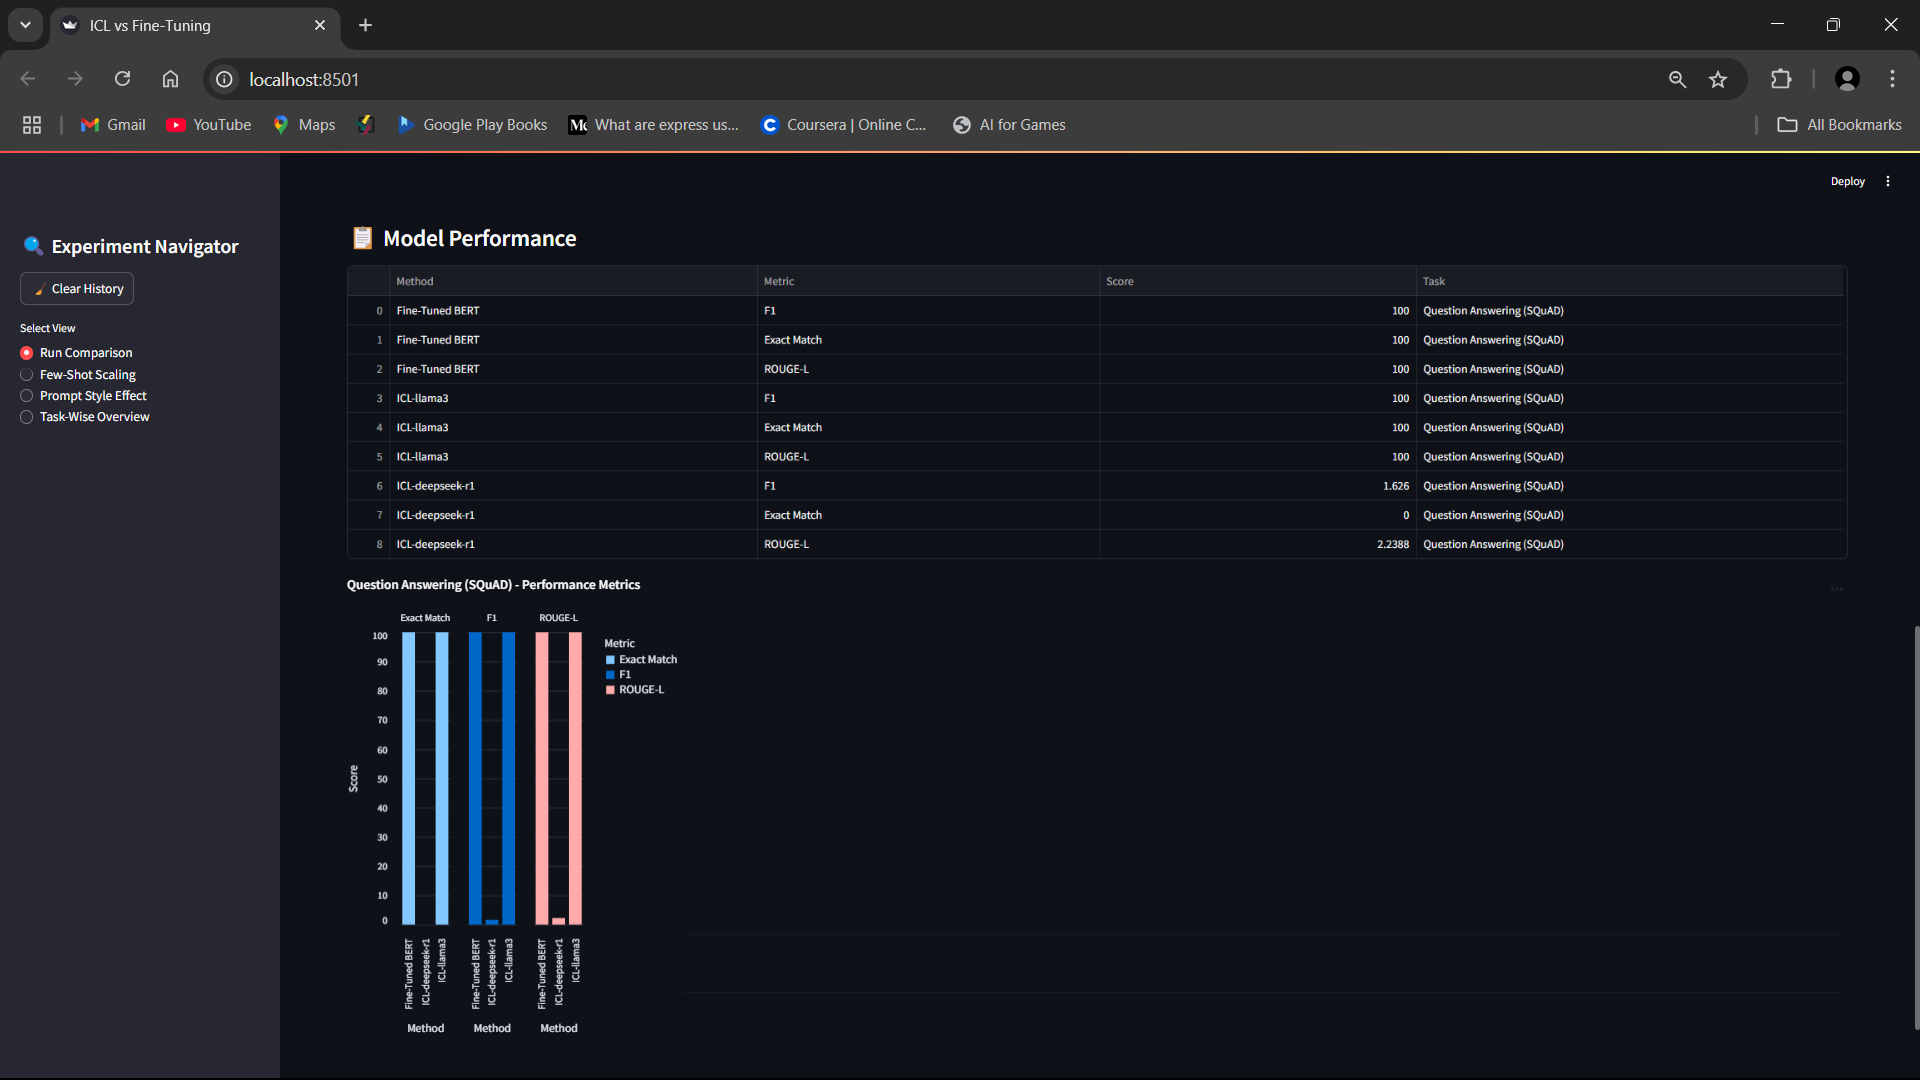 ICL vs Fine-Tuning
localhost:8501
Gmail
YouTube
Maps
Google Play Books
What are express us...
Coursera | Online C...
AI for Games
All Bookmarks
Deploy
Experiment Navigator
Clear History
Select View
Run Comparison
Few-Shot Scaling
Prompt Style Effect
Task-Wise Overview
Model Performance
Method Metric Score Task
0 Fine-Tuned BERT F1 100 Question Answering (SQuAD)
1 Fine-Tuned BERT Exact Match 100 Question Answering (SQuAD)
2 Fine-Tuned BERT ROUGE-L 100 Question Answering (SQuAD)
3 ICL-llama3 F1 100 Question Answering (SQuAD)
4 ICL-llama3 Exact Match 100 Question Answering (SQuAD)
5 ICL-llama3 ROUGE-L 100 Question Answering (SQuAD)
6 ICL-deepseek-r1 F1 1.626 Question Answering (SQuAD)
7 ICL-deepseek-r1 Exact Match 0 Question Answering (SQuAD)
8 ICL-deepseek-r1 ROUGE-L 2.2388 Question Answering (SQuAD)
Question Answering (SQuAD) - Performance Metrics
Exact Match F1 ROUGE-L
100
90
80
70
60
50
40
30
20
10
0
Score
Metric
Exact Match
F1
ROUGE-L
Fine-Tuned BERT
ICL-deepseek-r1
ICL-llama3
Fine-Tuned BERT
ICL-deepseek-r1
ICL-llama3
Fine-Tuned BERT
ICL-deepseek-r1
ICL-llama3
Method Method Method